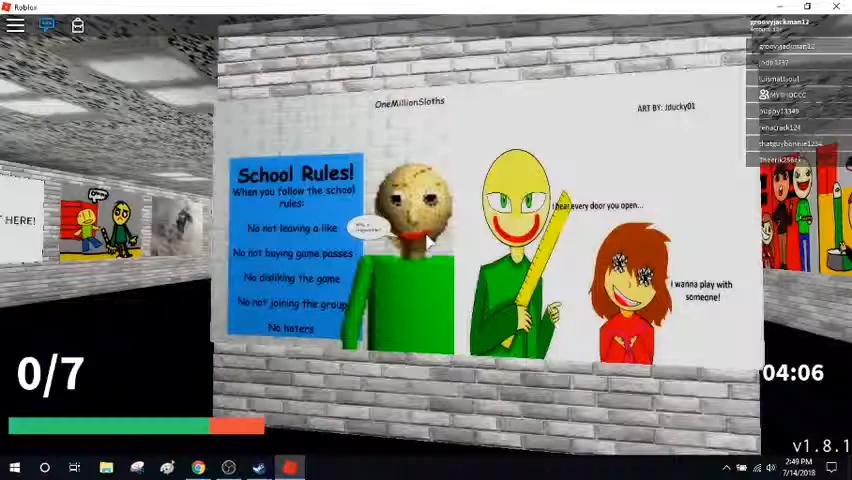 Roblox
groovyjackman12
groovyjackman12
OneMillionSloths
ART BY: Jducky01
School Rules!
When you follow the school
rules:
No not leaving a like
No not buying game passes
No disliking the game
No not joining the group
No haters
I hear every door you open...
I wanna play with
someone!
T HERE!
0/7
04:06
v1.8.1
2:49 PM
7/14/2018